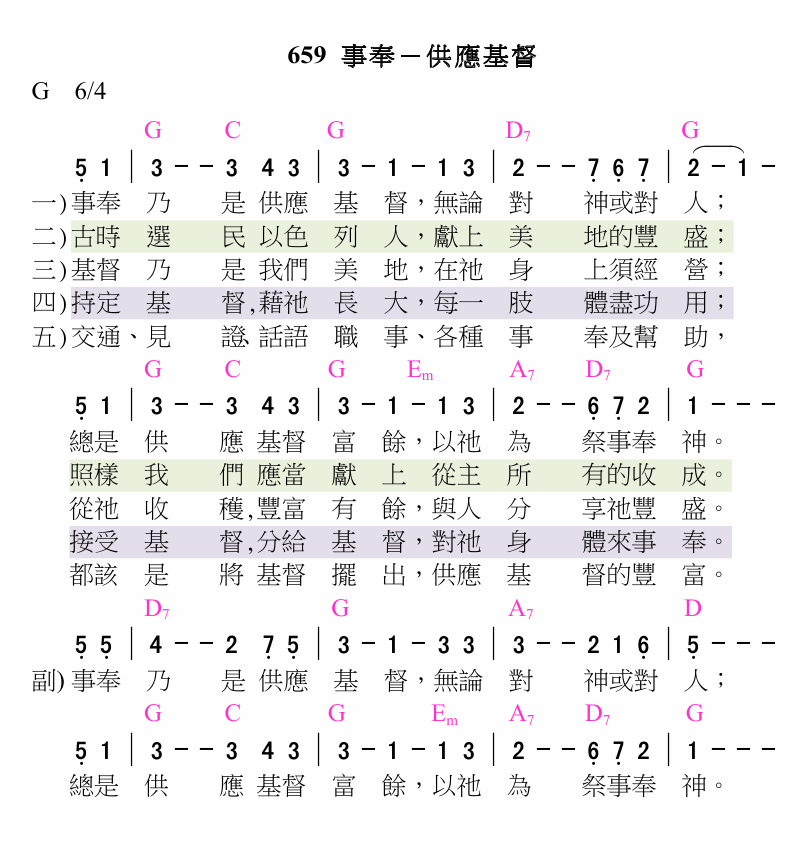 659 事奉－供應基督
G 6/4
G C G D7 G
5̣ 1 | 3 - - 3 4 3 | 3 - 1 - 1 3 | 2 - - 7̣ 6̣ 7̣ | 2 - 1 -
一)事奉 乃 是 供應 基 督，無論 對 神或對 人；
二)古時 選 民 以色 列 人，獻上 美 地的豐 盛；
三)基督 乃 是 我們 美 地，在祂 身 上須經 營；
四)持定 基 督,藉祂 長 大，每一 肢 體盡功 用；
五)交通、見 證、話語 職 事、各種 事 奉及幫 助，
G C G Em A7 D7 G
5̣ 1 | 3 - - 3 4 3 | 3 - 1 - 1 3 | 2 - - 6̣ 7̣ 2 | 1 - - -
總是 供 應 基督 富 餘，以祂 為 祭事奉 神。
照樣 我 們 應當 獻 上 從主 所 有的收 成。
從祂 收 穫,豐富 有 餘，與人 分 享祂豐 盛。
接受 基 督,分給 基 督，對祂 身 體來事 奉。
都該 是 將 基督 擺 出，供應 基 督的豐 富。
D7 G A7 D
5̣ 5̣ | 4 - - 2 7̣ 5̣ | 3 - 1 - 3 3 | 3 - - 2 1 6̣ | 5̣ - - -
副)事奉 乃 是 供應 基 督，無論 對 神或對 人；
G C G Em A7 D7 G
5̣ 1 | 3 - - 3 4 3 | 3 - 1 - 1 3 | 2 - - 6̣ 7̣ 2 | 1 - - -
總是 供 應 基督 富 餘，以祂 為 祭事奉 神。